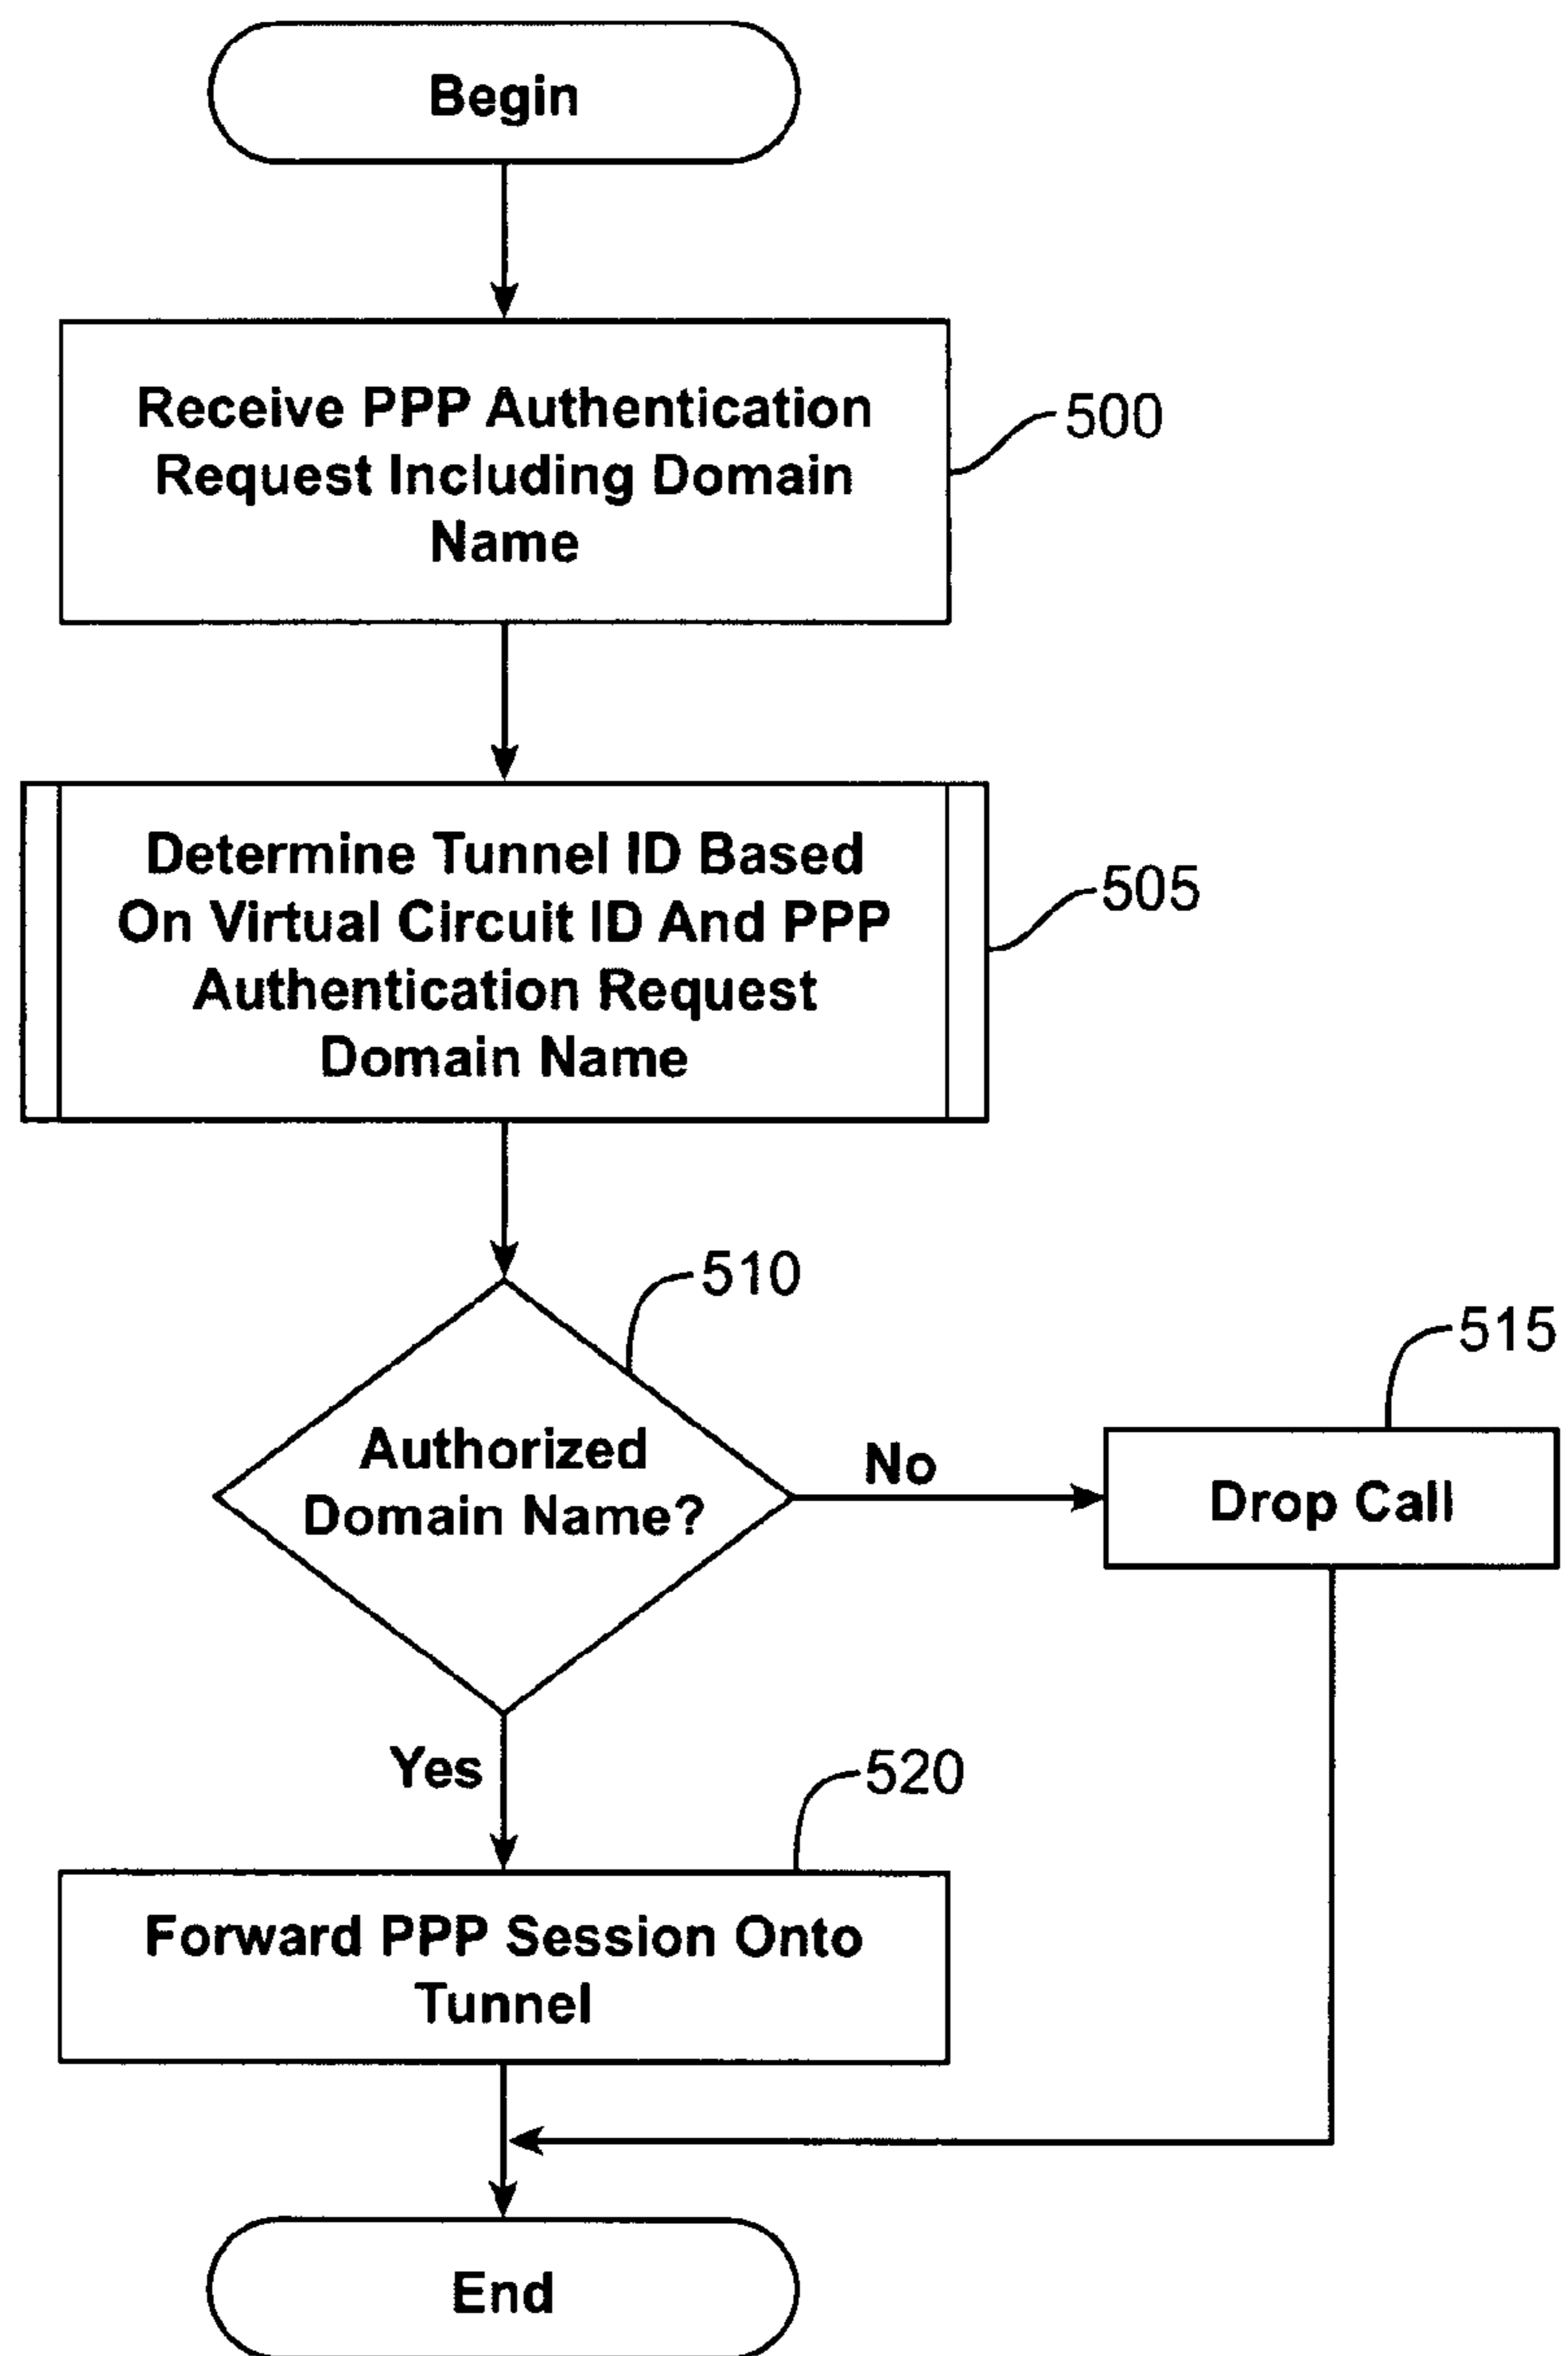 Begin
Receive PPP Authentication
Request Including Domain
Name
500
Determine Tunnel ID Based
On Virtual Circuit ID And PPP
Authentication Request
Domain Name
505
510
Authorized
Domain Name?
No
515
Drop Call
Yes
520
Forward PPP Session Onto
Tunnel
End